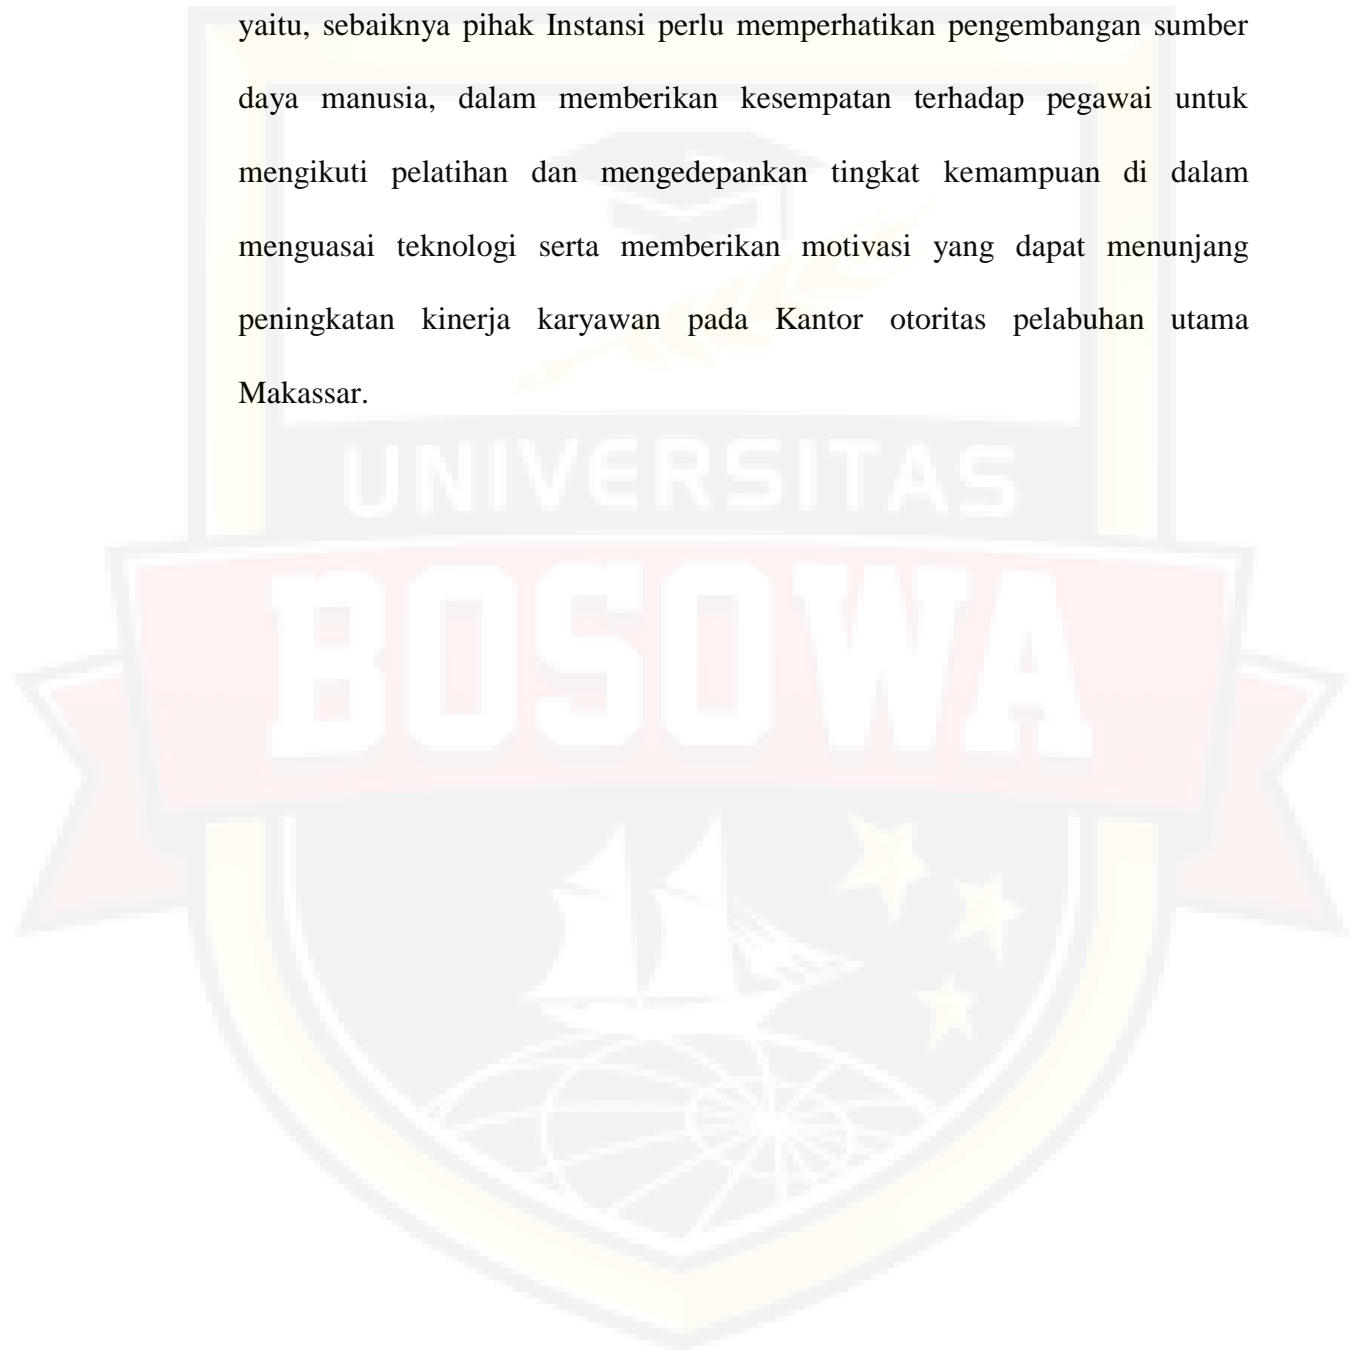 yaitu, sebaiknya pihak Instansi perlu memperhatikan pengembangan sumber
daya manusia, dalam memberikan kesempatan terhadap pegawai untuk
mengikuti pelatihan dan mengedepankan tingkat kemampuan di dalam
menguasai teknologi serta memberikan motivasi yang dapat menunjang
peningkatan kinerja karyawan pada Kantor otoritas pelabuhan utama
Makassar.
UNIVERSITAS
BOSOWA